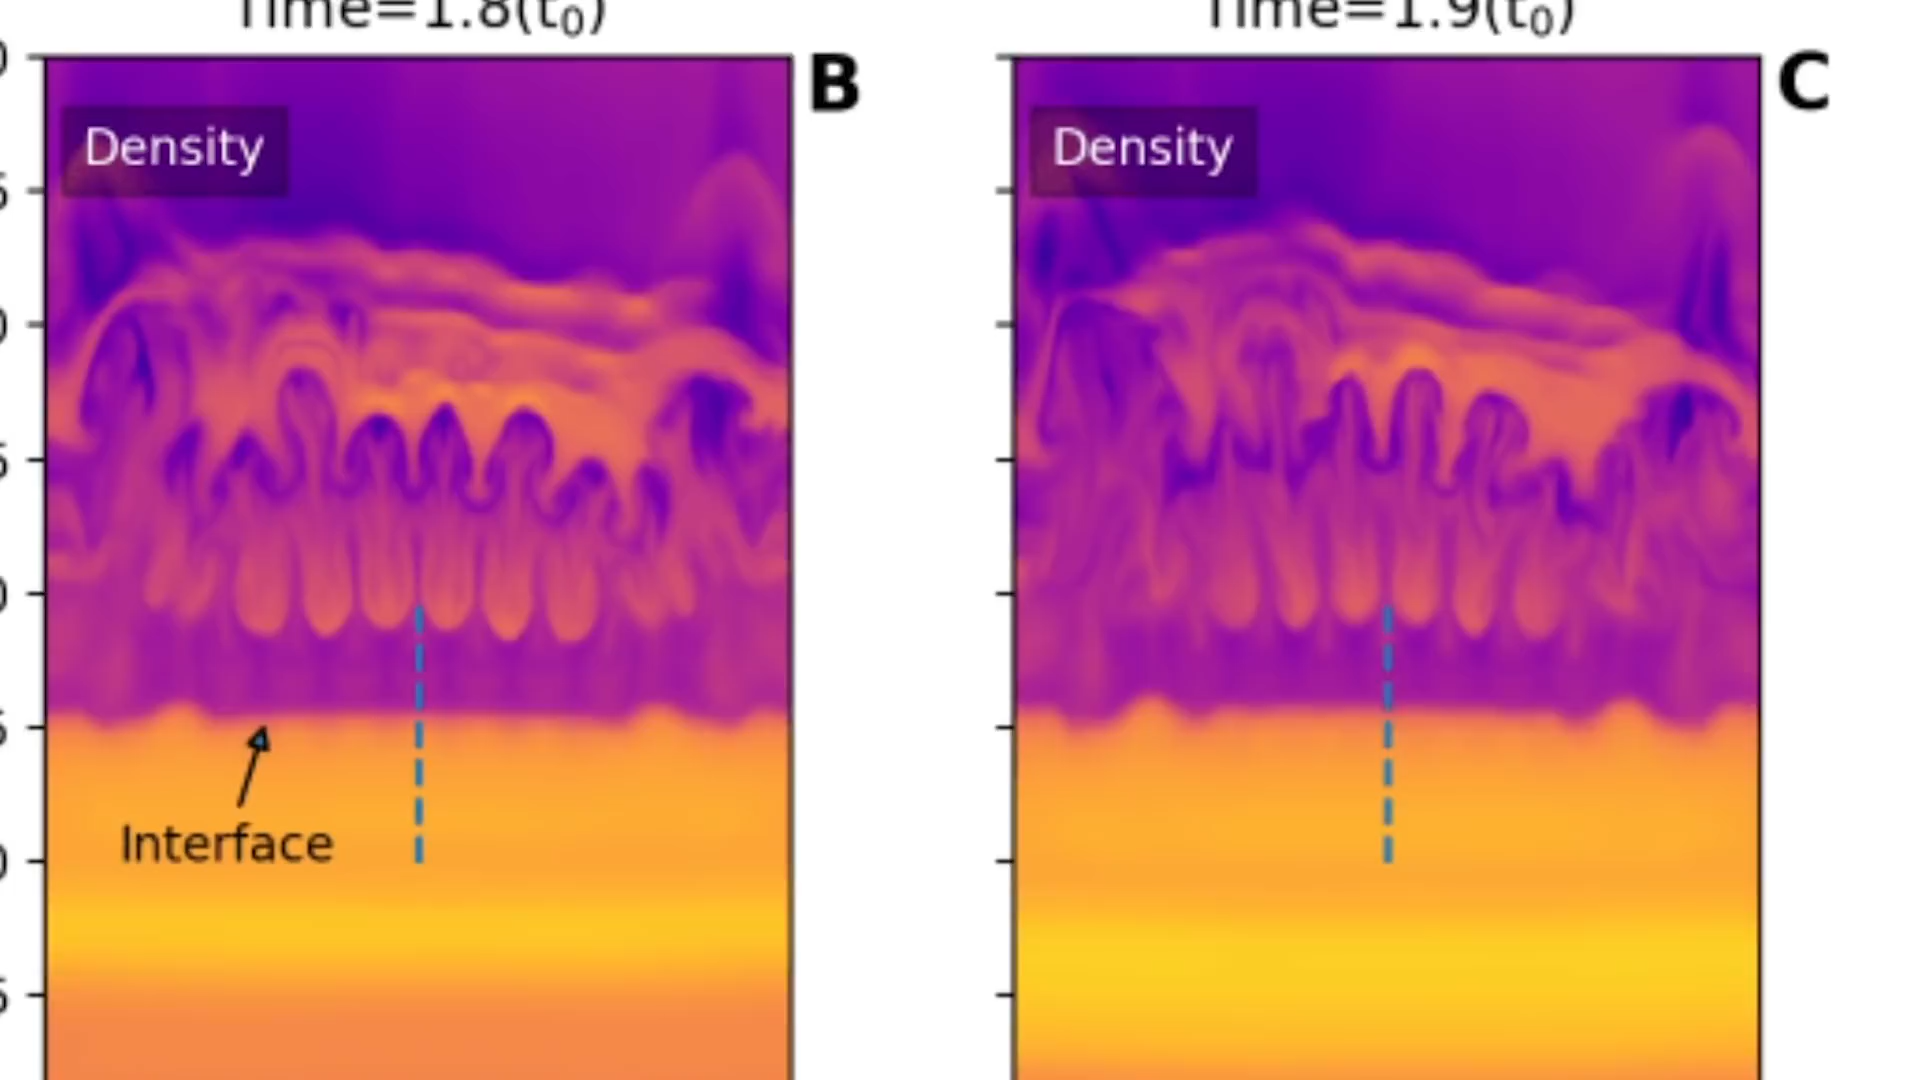 Time=1.8(t₀)
B
Density
Interface
Time=1.9(t₀)
C
Density